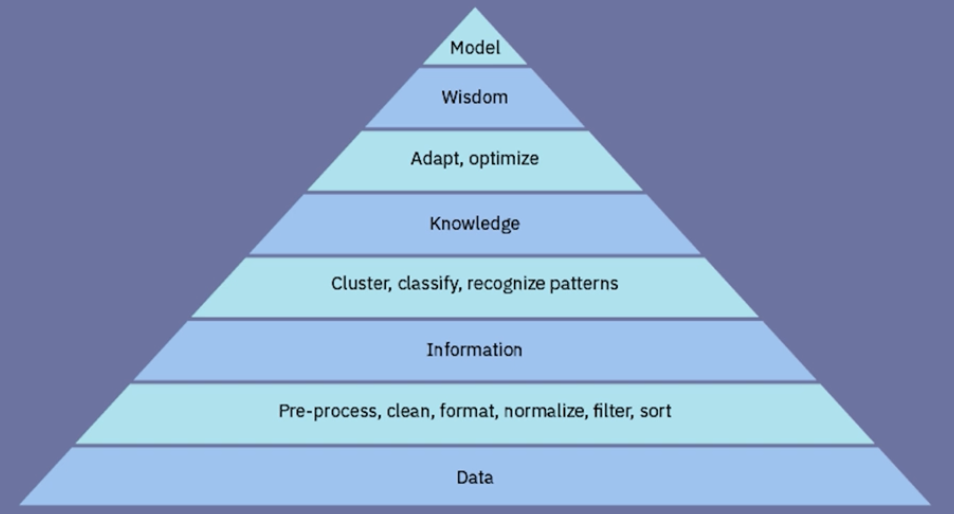 Model
Wisdom
Adapt, optimize
Knowledge
Cluster, classify, recognize patterns
Information
Pre-process, clean, format, normalize, filter, sort
Data